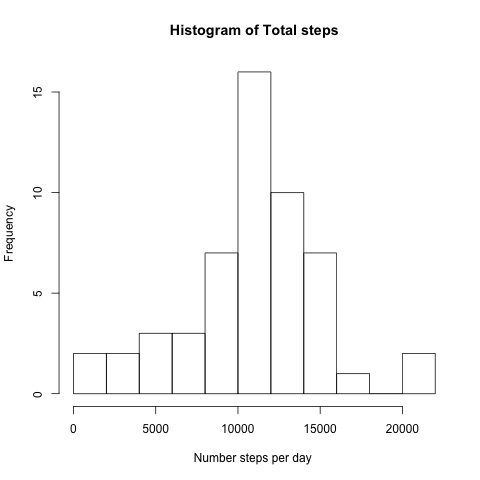 Histogram of Total steps
Frequency
15
10
5
0
0 5000 10000 15000 20000
Number steps per day